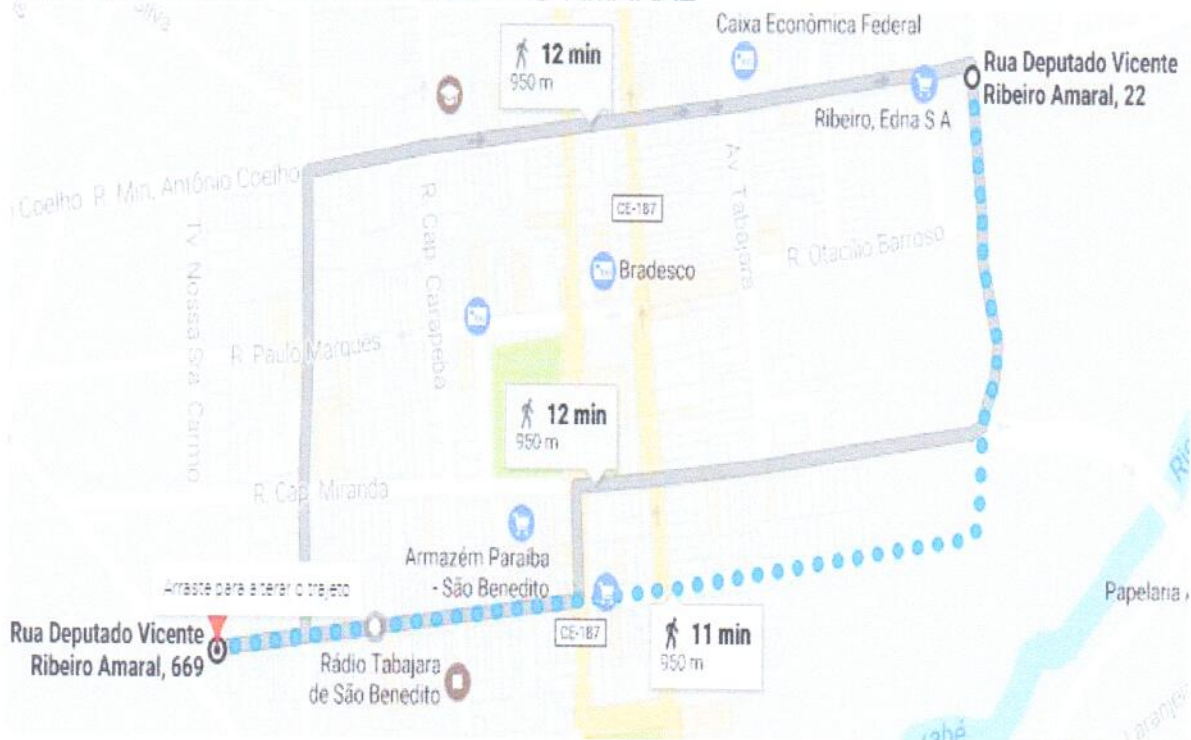 Silva
12 min
950 m
Caixa Econômica Federal
Rua Deputado Vicente
Ribeiro Amaral, 22
Ribeiro, Edna S A
Coelho
R. Min. Antônio Coelho
Tv. Nossa Sra. Carmo
R. Cap. Carapeba
CE-187
Av. Tabajara
R. Otacílio Barroso
Bradesco
R. Paulo Marques
12 min
950 m
R. Cap. Miranda
Armazém Paraíba
- São Benedito
Arraste para alterar o trajeto
Rua Deputado Vicente
Ribeiro Amaral, 669
Rádio Tabajara
de São Benedito
CE-187
11 min
950 m
Papelaria